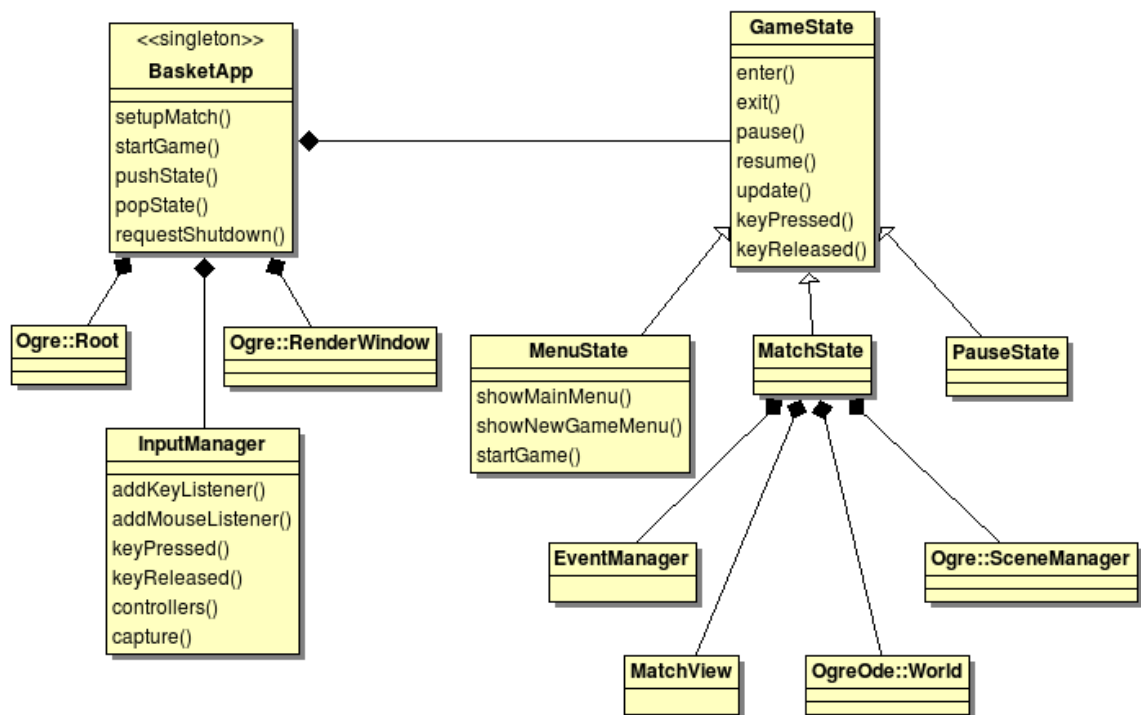 <<singleton>>
BasketApp
setupMatch()
startGame()
pushState()
popState()
requestShutdown()
GameState
enter()
exit()
pause()
resume()
update()
keyPressed()
keyReleased()
Ogre::Root
Ogre::RenderWindow
MenuState
showMainMenu()
showNewGameMenu()
startGame()
MatchState
PauseState
InputManager
addKeyListener()
addMouseListener()
keyPressed()
keyReleased()
controllers()
capture()
EventManager
Ogre::SceneManager
MatchView
OgreOde::World